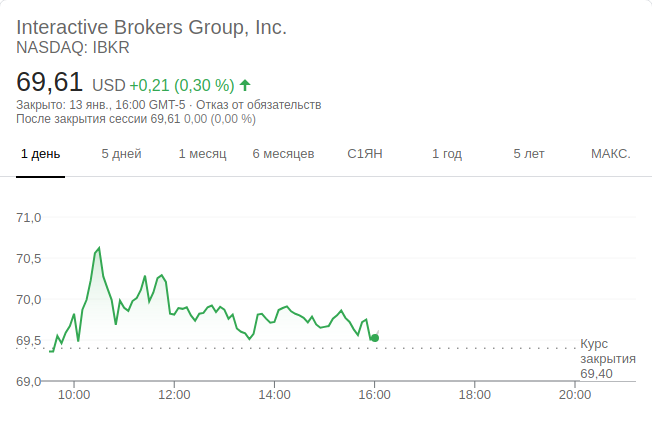 Interactive Brokers Group, Inc.
NASDAQ: IBKR
69,61 USD +0,21 (0,30 %)
Закрыто: 13 янв., 16:00 GMT-5 · Отказ от обязательств
После закрытия сессии 69,61 0,00 (0,00 %)
1 день 5 дней 1 месяц 6 месяцев С1ЯН 1 год 5 лет МАКС.
71,0
70,5
70,0
69,5
Курс
закрытия
69,40
69,0
10:00 12:00 14:00 16:00 18:00 20:00